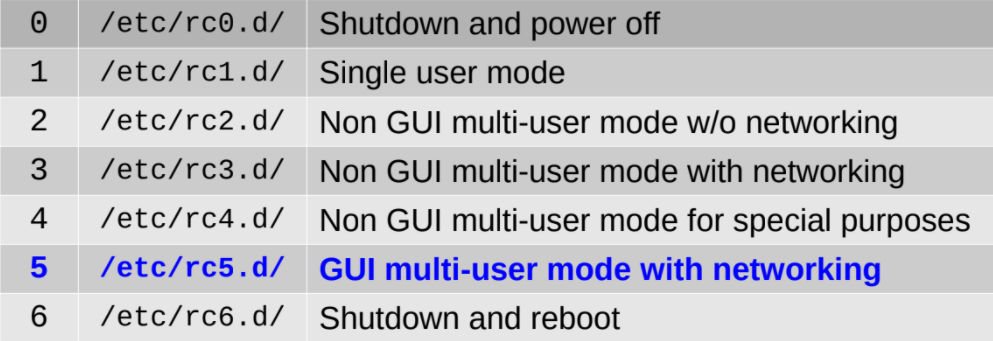 0 /etc/rc0.d/ Shutdown and power off
1 /etc/rc1.d/ Single user mode
2 /etc/rc2.d/ Non GUI multi-user mode w/o networking
3 /etc/rc3.d/ Non GUI multi-user mode with networking
4 /etc/rc4.d/ Non GUI multi-user mode for special purposes
5 /etc/rc5.d/ GUI multi-user mode with networking
6 /etc/rc6.d/ Shutdown and reboot